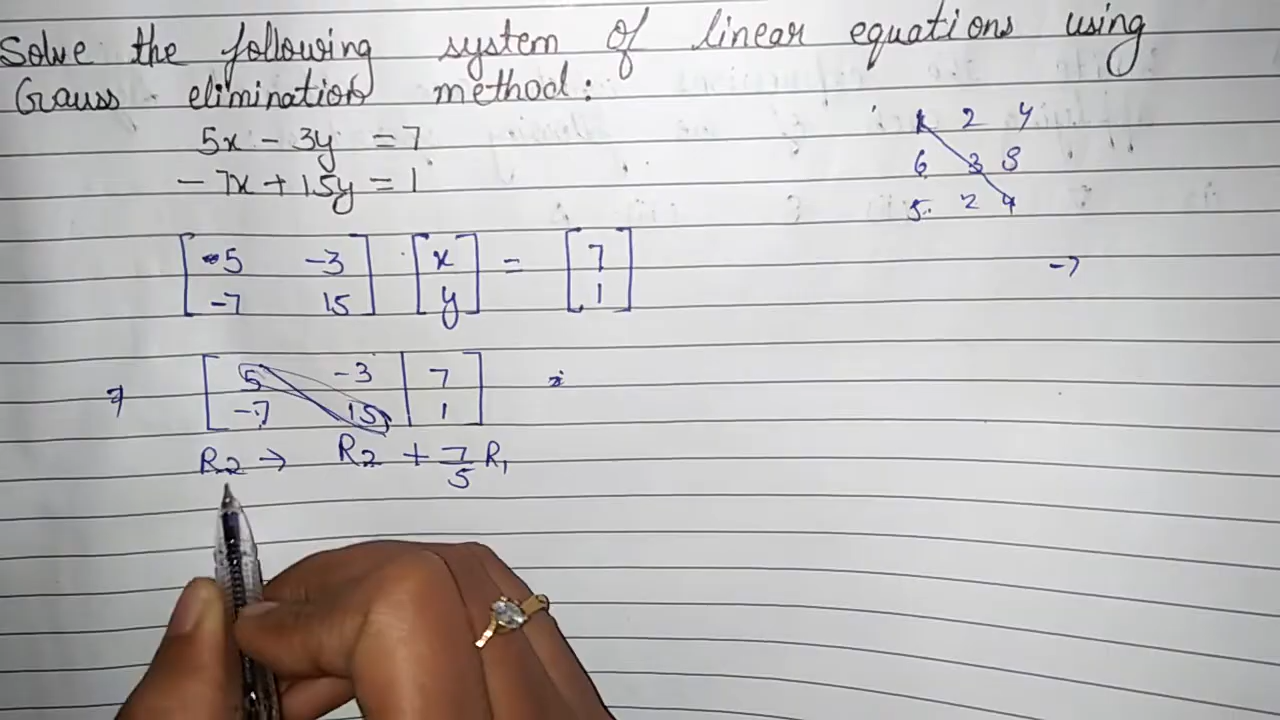 Solve the following system of linear equations using
Gauss elimination method:
5x - 3y = 7
- 7x + 15y = 1
1 2 4
6 3 8
5 2 4
[5 -3] [x] = [7]
[-7 15] [y] [1]
-7
[5 -3 | 7]
[-7 15 | 1]
R2 → R2 + 7/5 R1